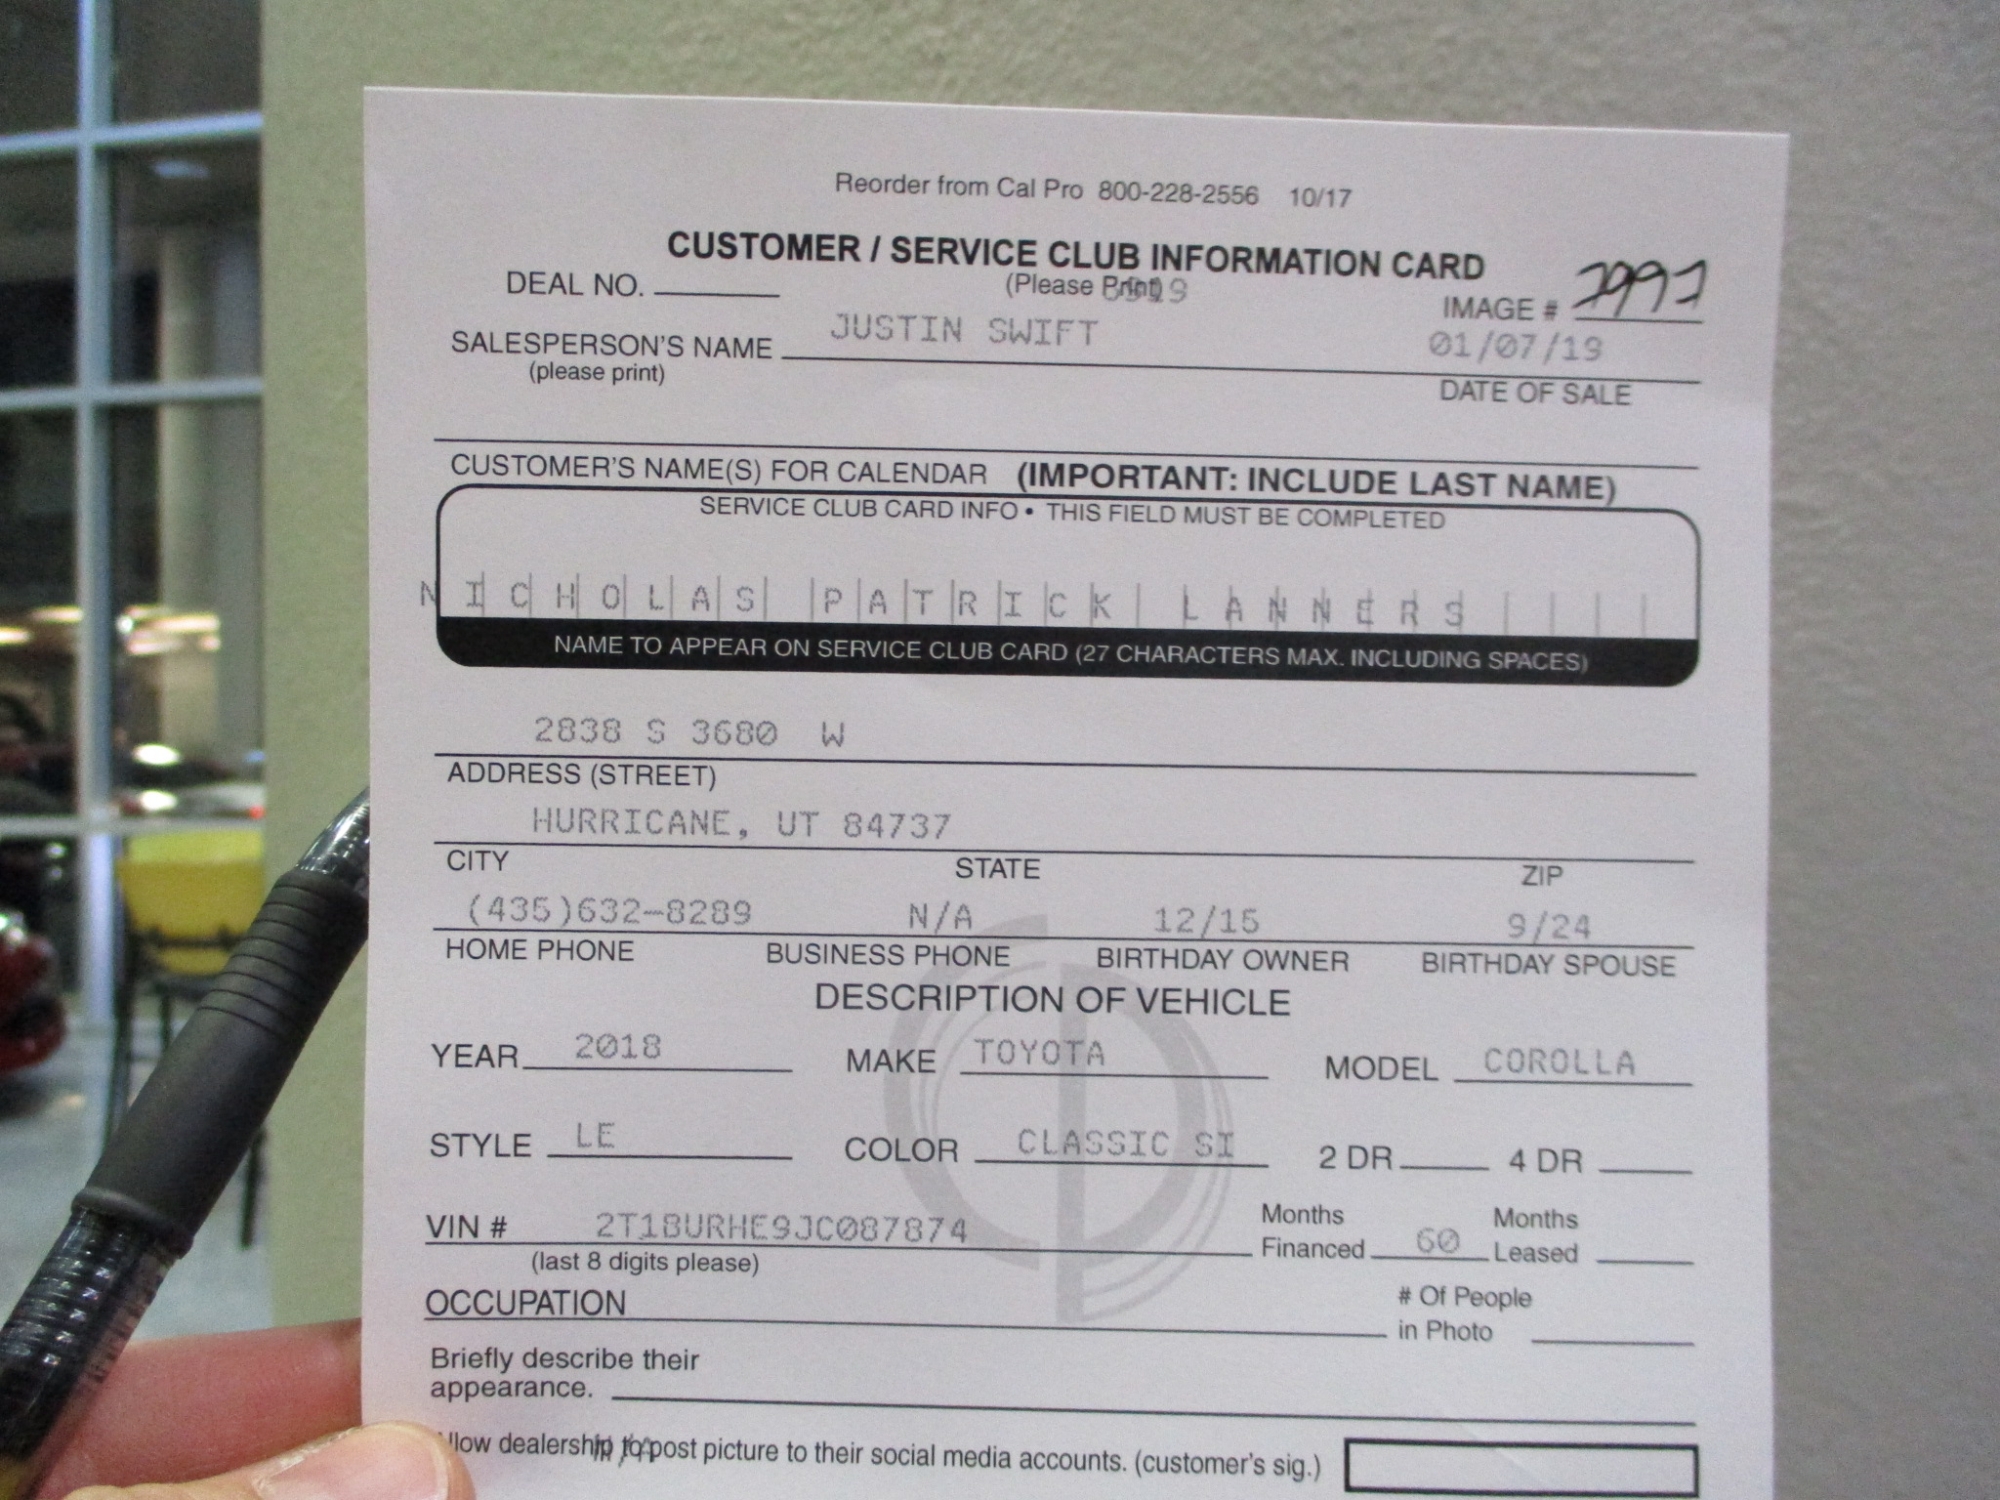 Reorder from Cal Pro 800-228-2556 10/17
CUSTOMER / SERVICE CLUB INFORMATION CARD
DEAL NO. (Please Print)
IMAGE #
SALESPERSON'S NAME JUSTIN SWIFT 01/07/19
(please print) DATE OF SALE
CUSTOMER'S NAME(S) FOR CALENDAR (IMPORTANT: INCLUDE LAST NAME)
SERVICE CLUB CARD INFO • THIS FIELD MUST BE COMPLETED
NICHOLAS PATRICK LANNERS
NAME TO APPEAR ON SERVICE CLUB CARD (27 CHARACTERS MAX. INCLUDING SPACES)
2838 S 3680 W
ADDRESS (STREET)
HURRICANE, UT 84737
CITY STATE ZIP
(435)632-8289 N/A 12/15 9/24
HOME PHONE BUSINESS PHONE BIRTHDAY OWNER BIRTHDAY SPOUSE
DESCRIPTION OF VEHICLE
YEAR 2018 MAKE TOYOTA MODEL COROLLA
STYLE LE COLOR CLASSIC SI 2 DR 4 DR
VIN # 2T1BURHE9JC087874 Months Financed 60 Months Leased
(last 8 digits please)
OCCUPATION # Of People in Photo
Briefly describe their
appearance.
dealership to post picture to their social media accounts. (customer's sig.)